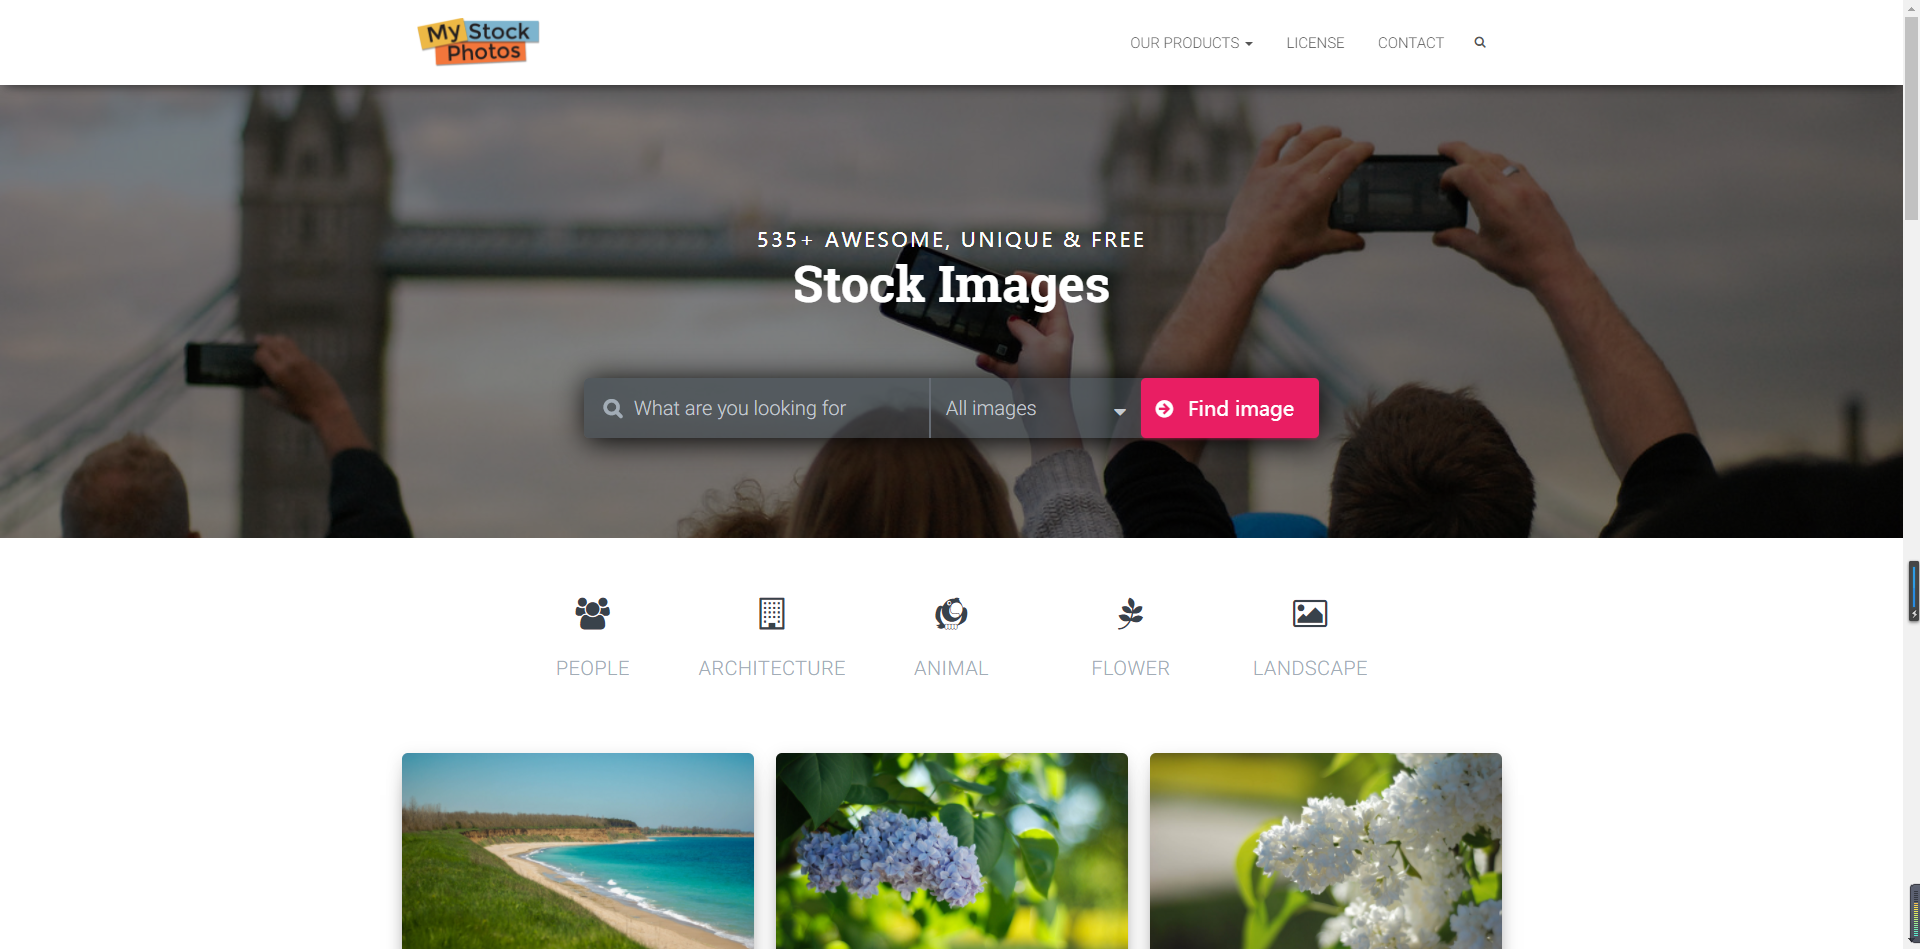 My Stock
Photos
OUR PRODUCTS
LICENSE
CONTACT
535+ AWESOME, UNIQUE & FREE
Stock Images
What are you looking for
All images
Find image
PEOPLE
ARCHITECTURE
ANIMAL
FLOWER
LANDSCAPE